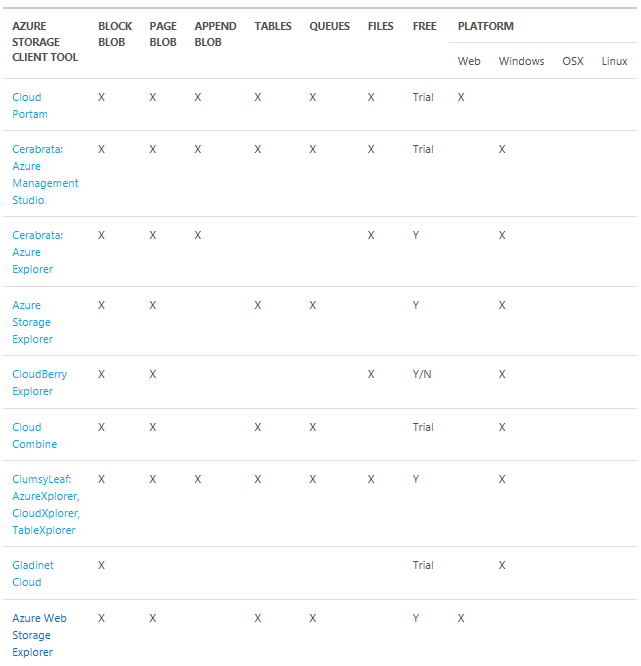 AZURE STORAGE CLIENT TOOL BLOCK BLOB PAGE BLOB APPEND BLOB TABLES QUEUES FILES FREE PLATFORM
Web Windows OSX Linux
Cloud Portam X X X X X X Trial X
Cerabrata: Azure Management Studio X X X X X X Trial X
Cerabrata: Azure Explorer X X X X Y X
Azure Storage Explorer X X X X Y X
CloudBerry Explorer X X X Y/N X
Cloud Combine X X X X Trial X
ClumsyLeaf: AzureXplorer, CloudXplorer, TableXplorer X X X X X X Y X
Gladinet Cloud X Trial X
Azure Web Storage Explorer X X X X Y X